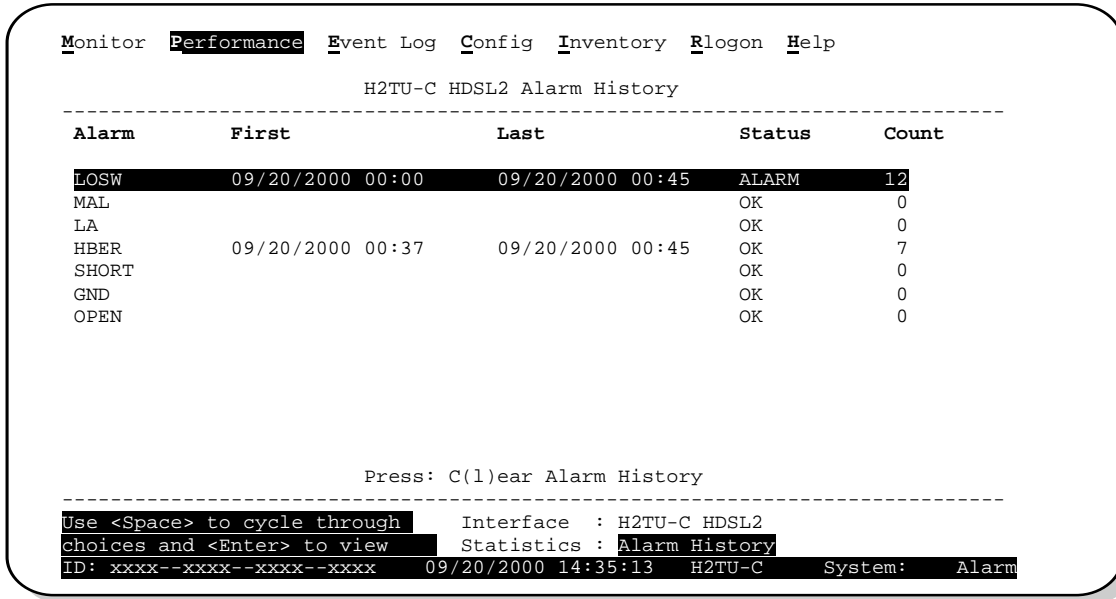 Monitor Performance Event Log Config Inventory Rlogon Help
H2TU-C HDSL2 Alarm History
--------------------------------------------------------------------------------
Alarm First Last Status Count
LOSW 09/20/2000 00:00 09/20/2000 00:45 ALARM 12
MAL OK 0
LA OK 0
HBER 09/20/2000 00:37 09/20/2000 00:45 OK 7
SHORT OK 0
GND OK 0
OPEN OK 0
Press: C(l)ear Alarm History
--------------------------------------------------------------------------------
Use <Space> to cycle through Interface : H2TU-C HDSL2
choices and <Enter> to view Statistics : Alarm History
ID: xxxx--xxxx--xxxx--xxxx 09/20/2000 14:35:13 H2TU-C System: Alarm